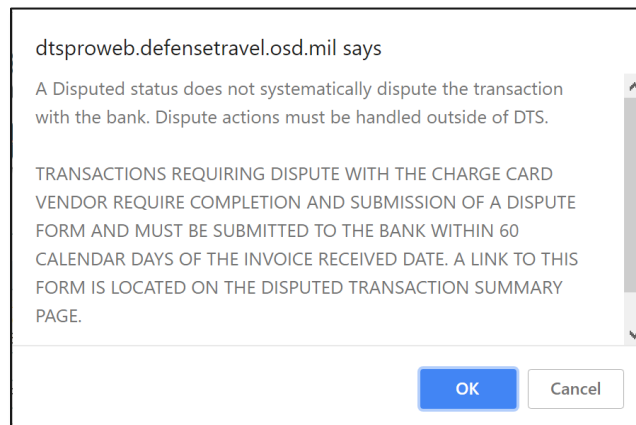 dtsproweb.defensetravel.osd.mil says
A Disputed status does not systematically dispute the transaction
with the bank. Dispute actions must be handled outside of DTS.
TRANSACTIONS REQUIRING DISPUTE WITH THE CHARGE CARD
VENDOR REQUIRE COMPLETION AND SUBMISSION OF A DISPUTE
FORM AND MUST BE SUBMITTED TO THE BANK WITHIN 60
CALENDAR DAYS OF THE INVOICE RECEIVED DATE. A LINK TO THIS
FORM IS LOCATED ON THE DISPUTED TRANSACTION SUMMARY
PAGE.
OK
Cancel